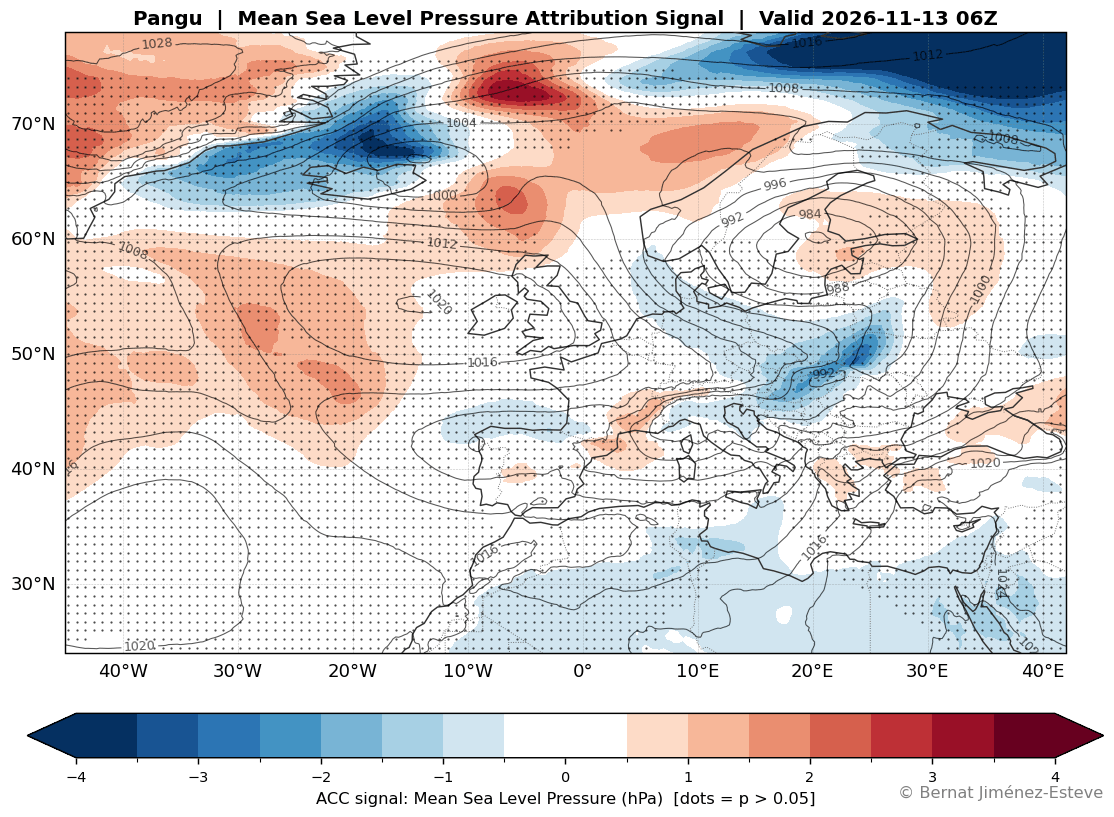 Pangu | Mean Sea Level Pressure Attribution Signal | Valid 2026-11-13 06Z
1028
1016
1012
1008
70°N
1004
1008
1000
996
992
984
60°N
1012
1008
1020
988
1000
50°N
1016
992
40°N
1020
1016
1016
30°N
1020
40°W 30°W 20°W 10°W 0° 10°E 20°E 30°E 40°E
−4 −3 −2 −1 0 1 2 3 4
ACC signal: Mean Sea Level Pressure (hPa) [dots = p > 0.05]
© Bernat Jiménez-Esteve